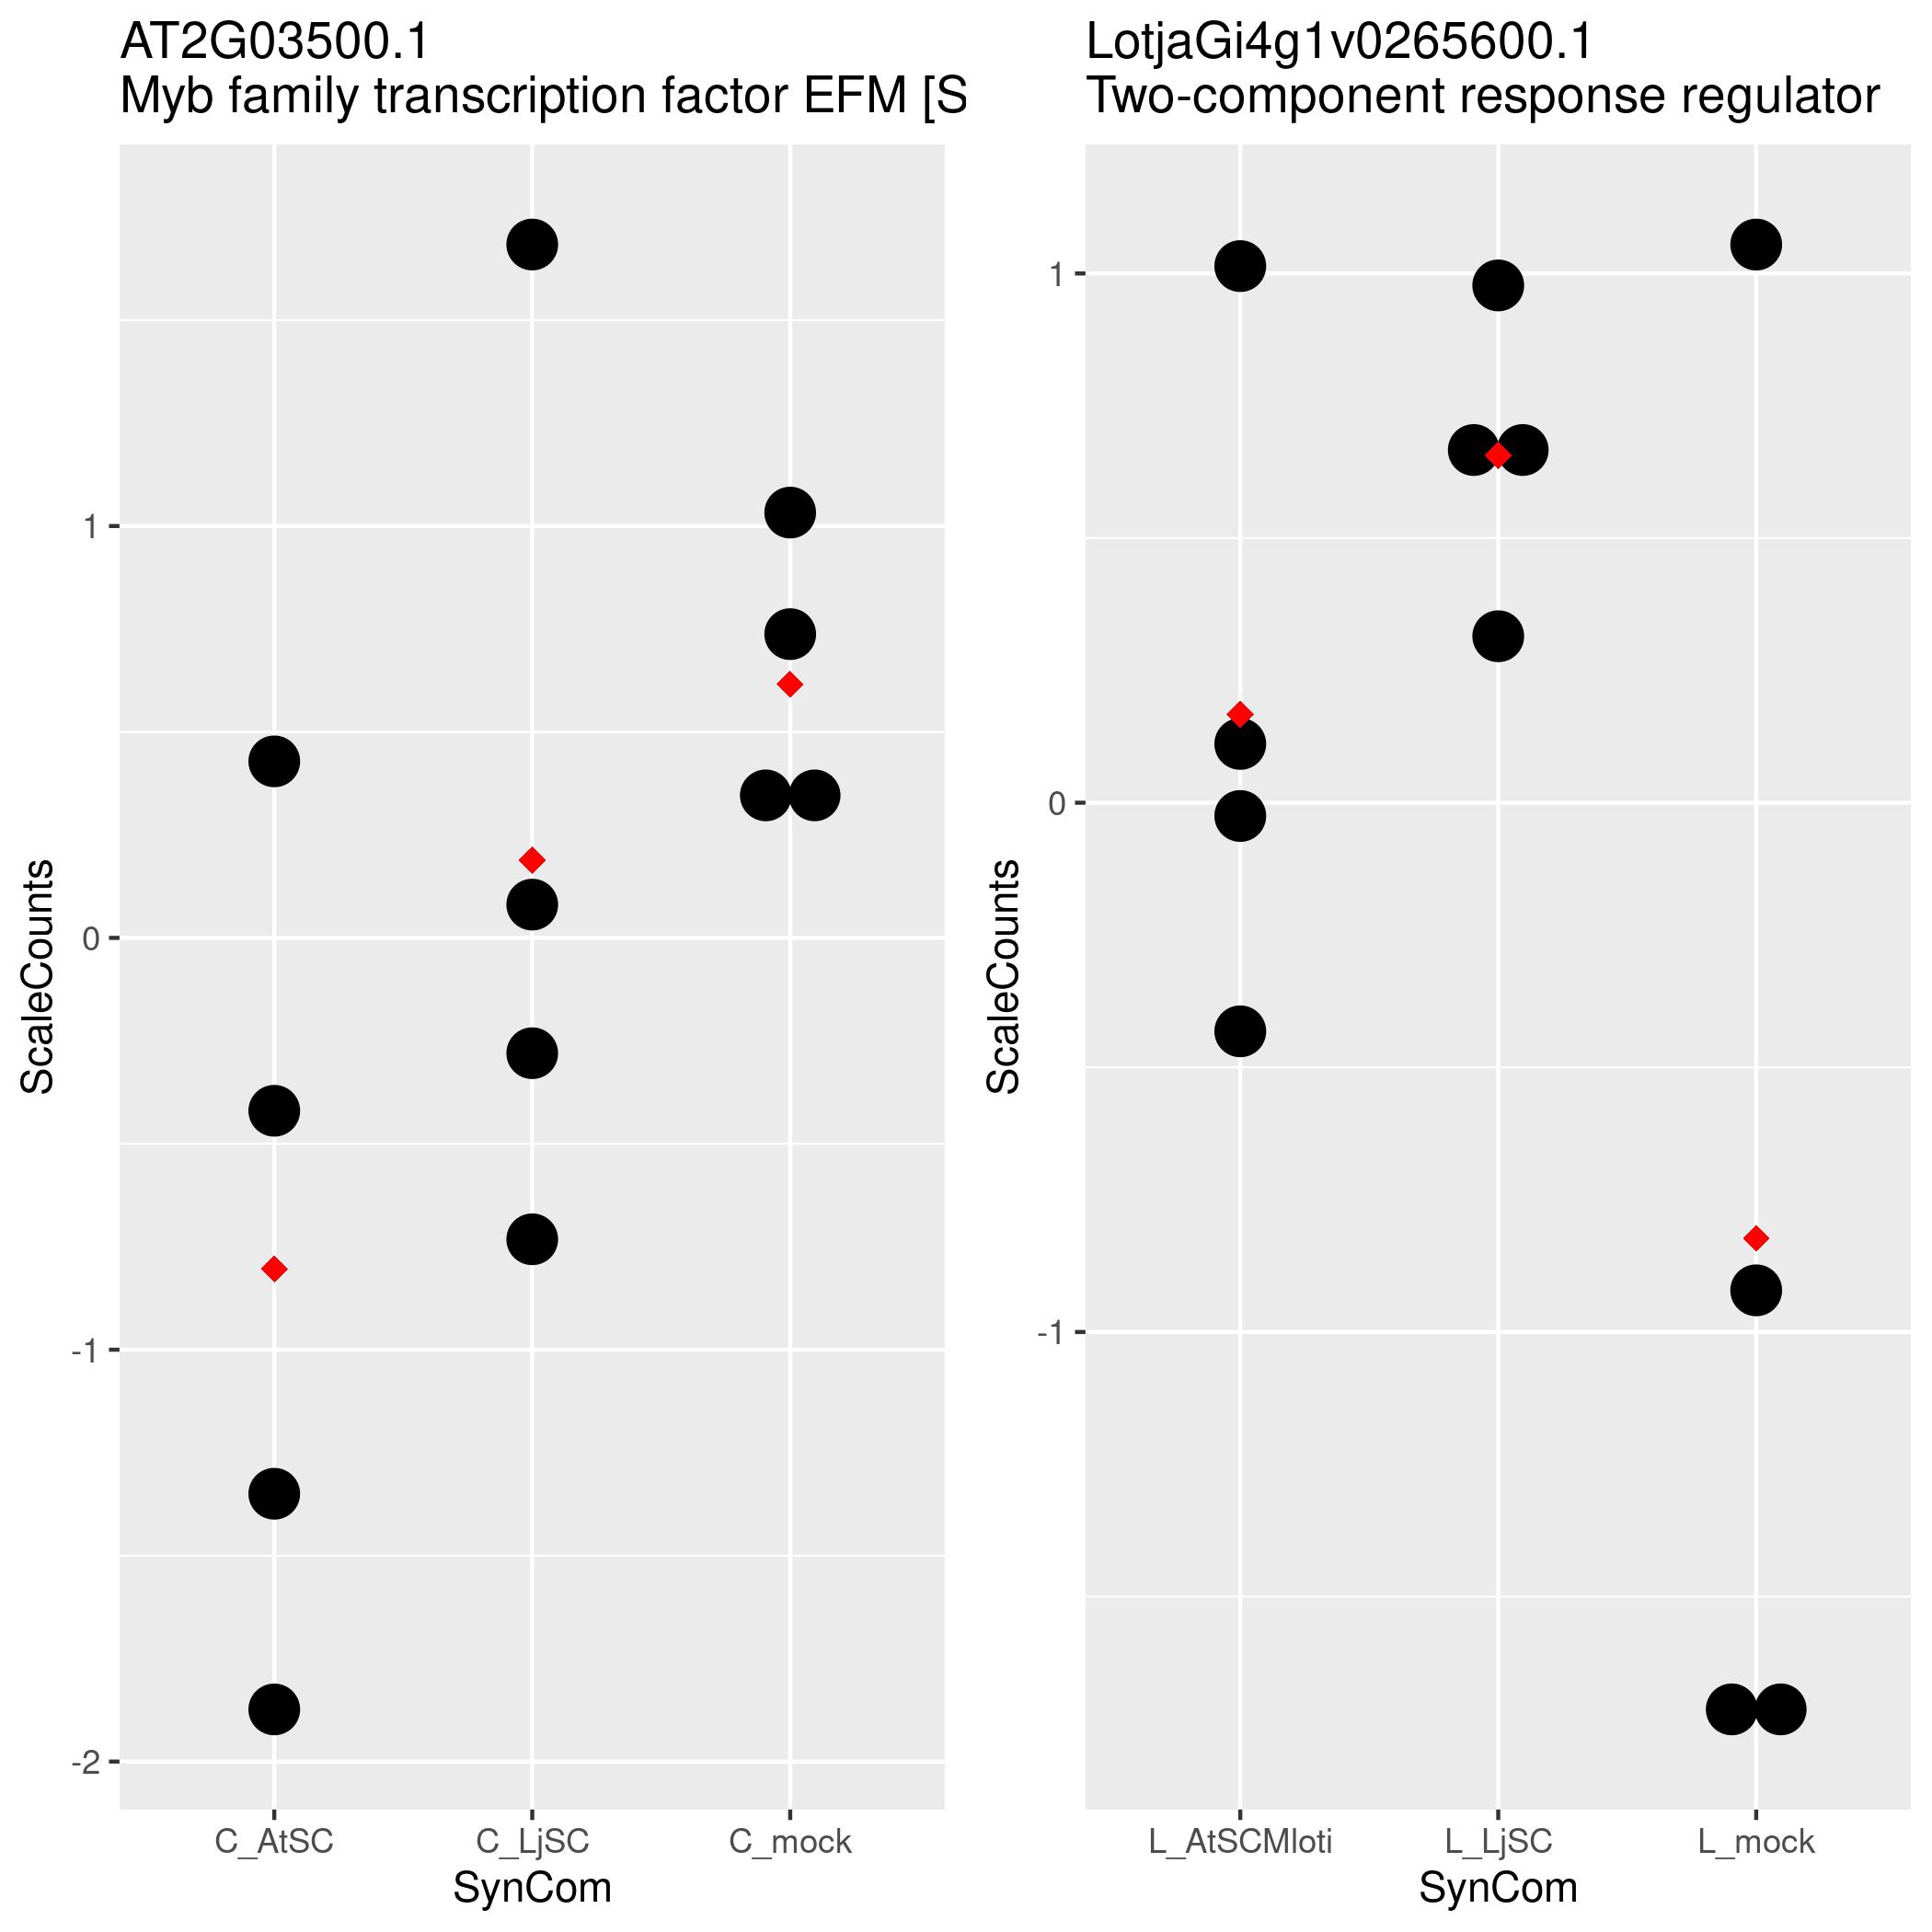 AT2G03500.1
Myb family transcription factor EFM [S
ScaleCounts
1
0
-1
-2
C_AtSC
C_LjSC
C_mock
SynCom
LotjaGi4g1v0265600.1
Two-component response regulator
ScaleCounts
1
0
-1
L_AtSCMloti
L_LjSC
L_mock
SynCom